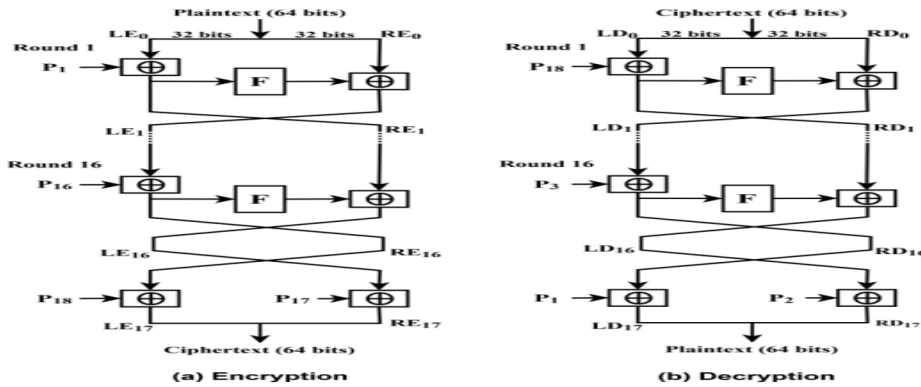 Plaintext (64 bits)
LE0 32 bits 32 bits RE0
Round 1
P1
F
LE1 RE1
Round 16
P16
F
LE16 RE16
P18 P17
LE17 RE17
Ciphertext (64 bits)
(a) Encryption
Ciphertext (64 bits)
LD0 32 bits 32 bits RD0
Round 1
P18
F
LD1 RD1
Round 16
P3
F
LD16 RD16
P1 P2
LD17 RD17
Plaintext (64 bits)
(b) Decryption